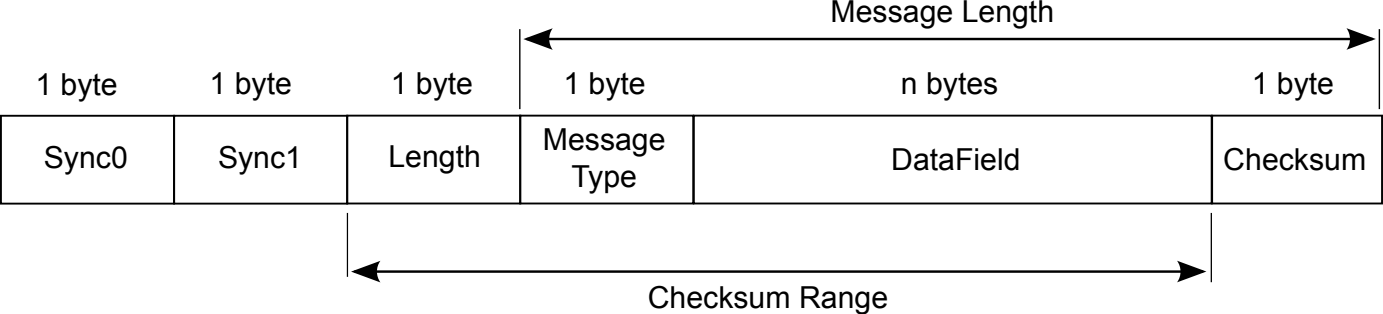 Message Length
1 byte 1 byte 1 byte 1 byte n bytes 1 byte
Sync0 Sync1 Length Message Type DataField Checksum
Checksum Range